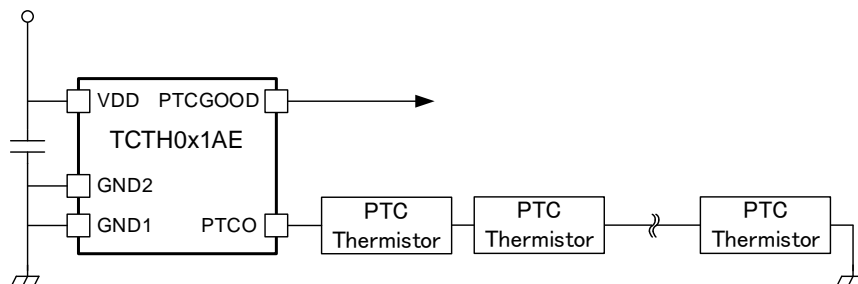 VDD PTCGOOD
TCTH0x1AE
GND2
GND1 PTCO
PTC
Thermistor
PTC
Thermistor
PTC
Thermistor